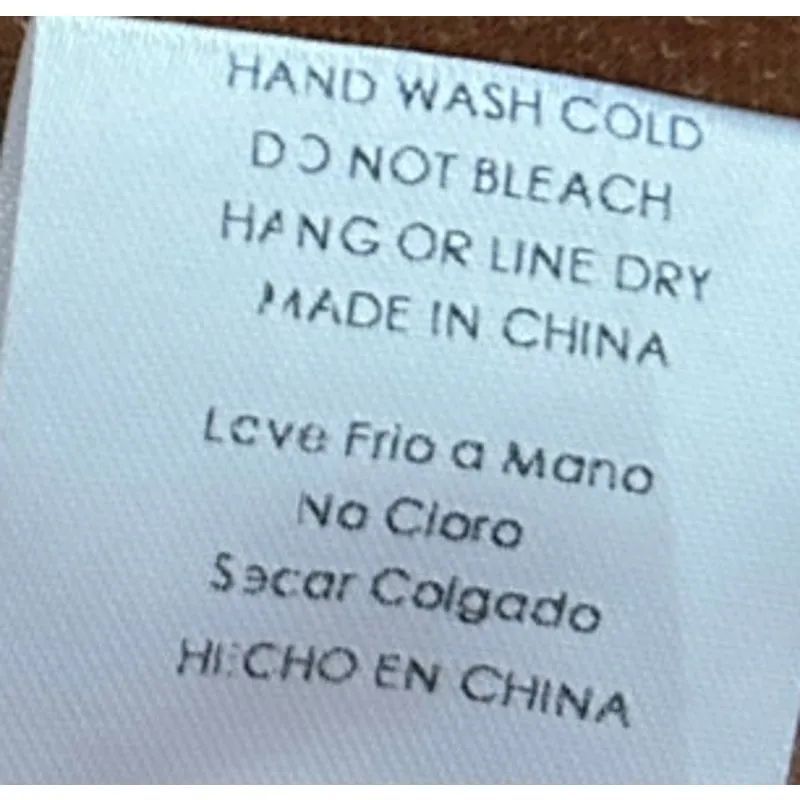 HAND WASH COLD
DO NOT BLEACH
HANG OR LINE DRY
MADE IN CHINA
Lave Frio a Mano
No Cloro
Secar Colgado
HECHO EN CHINA